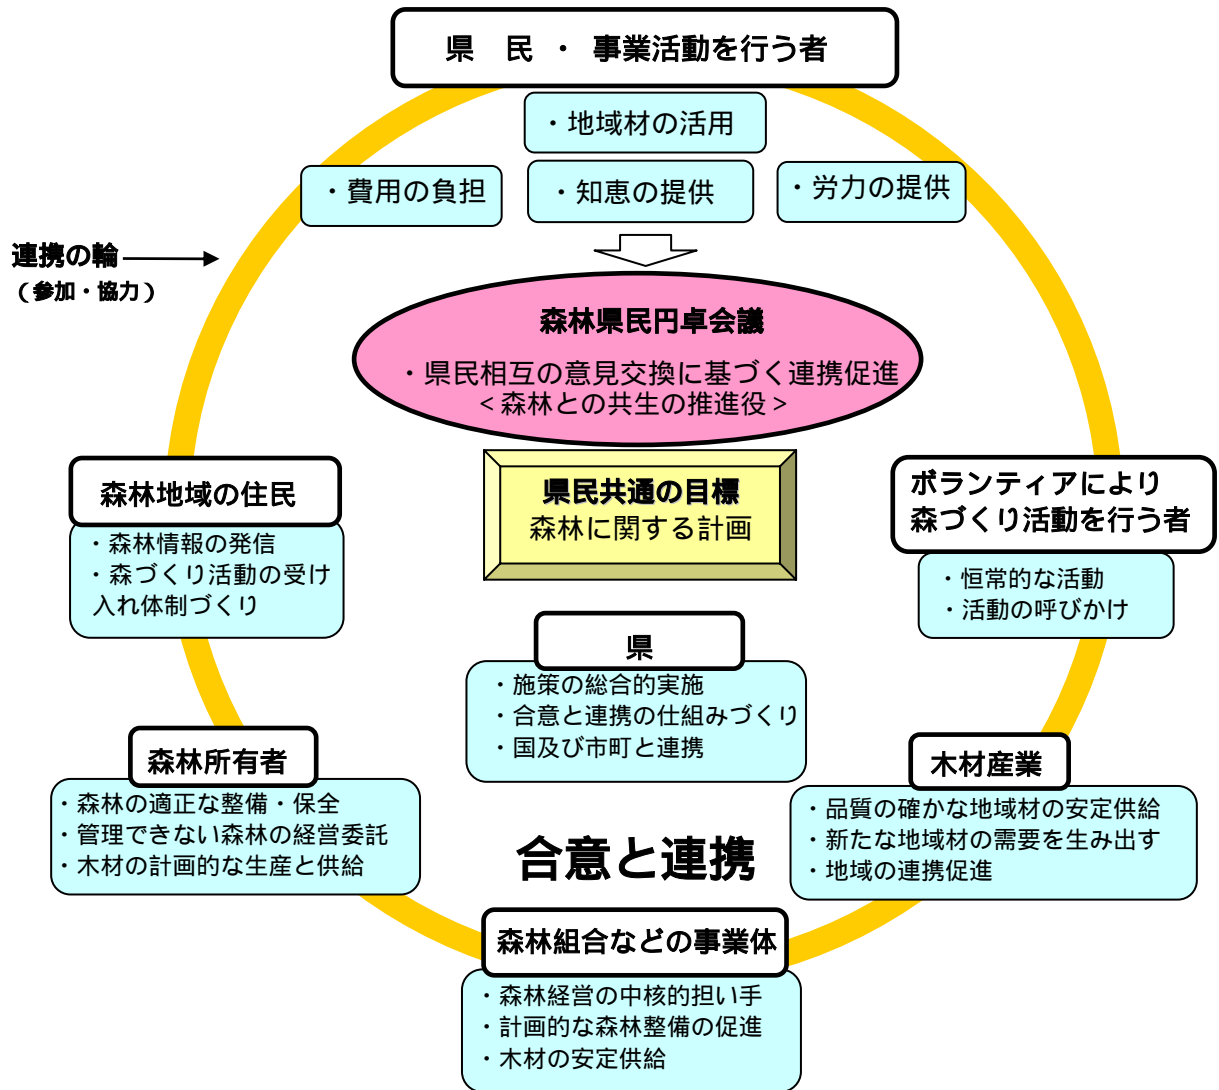 県　民 ・ 事業活動を行う者
・地域材の活用
・費用の負担
・知恵の提供
・労力の提供
連携の輪
（参加・協力）
森林県民円卓会議
・県民相互の意見交換に基づく連携促進
＜森林との共生の推進役＞
県民共通の目標
森林に関する計画
森林地域の住民
・森林情報の発信
・森づくり活動の受け
入れ体制づくり
ボランティアにより
森づくり活動を行う者
・恒常的な活動
・活動の呼びかけ
県
・施策の総合的実施
・合意と連携の仕組みづくり
・国及び市町と連携
森林所有者
・森林の適正な整備・保全
・管理できない森林の経営委託
・木材の計画的な生産と供給
木材産業
・品質の確かな地域材の安定供給
・新たな地域材の需要を生み出す
・地域の連携促進
合意と連携
森林組合などの事業体
・森林経営の中核的担い手
・計画的な森林整備の促進
・木材の安定供給